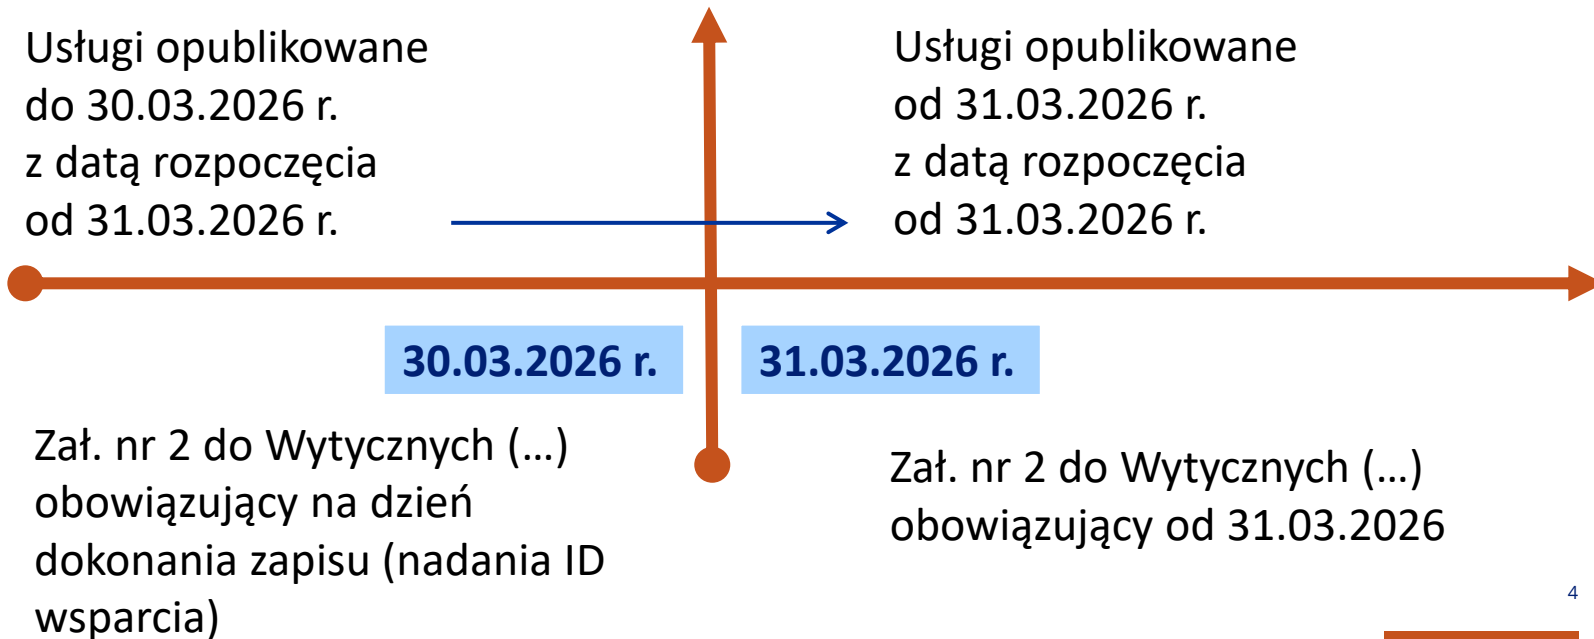 Usługi opublikowane
do 30.03.2026 r.
z datą rozpoczęcia
od 31.03.2026 r.
Usługi opublikowane
od 31.03.2026 r.
z datą rozpoczęcia
od 31.03.2026 r.
30.03.2026 r.
31.03.2026 r.
Zał. nr 2 do Wytycznych (…)
obowiązujący na dzień
dokonania zapisu (nadania ID
wsparcia)
Zał. nr 2 do Wytycznych (…)
obowiązujący od 31.03.2026
4